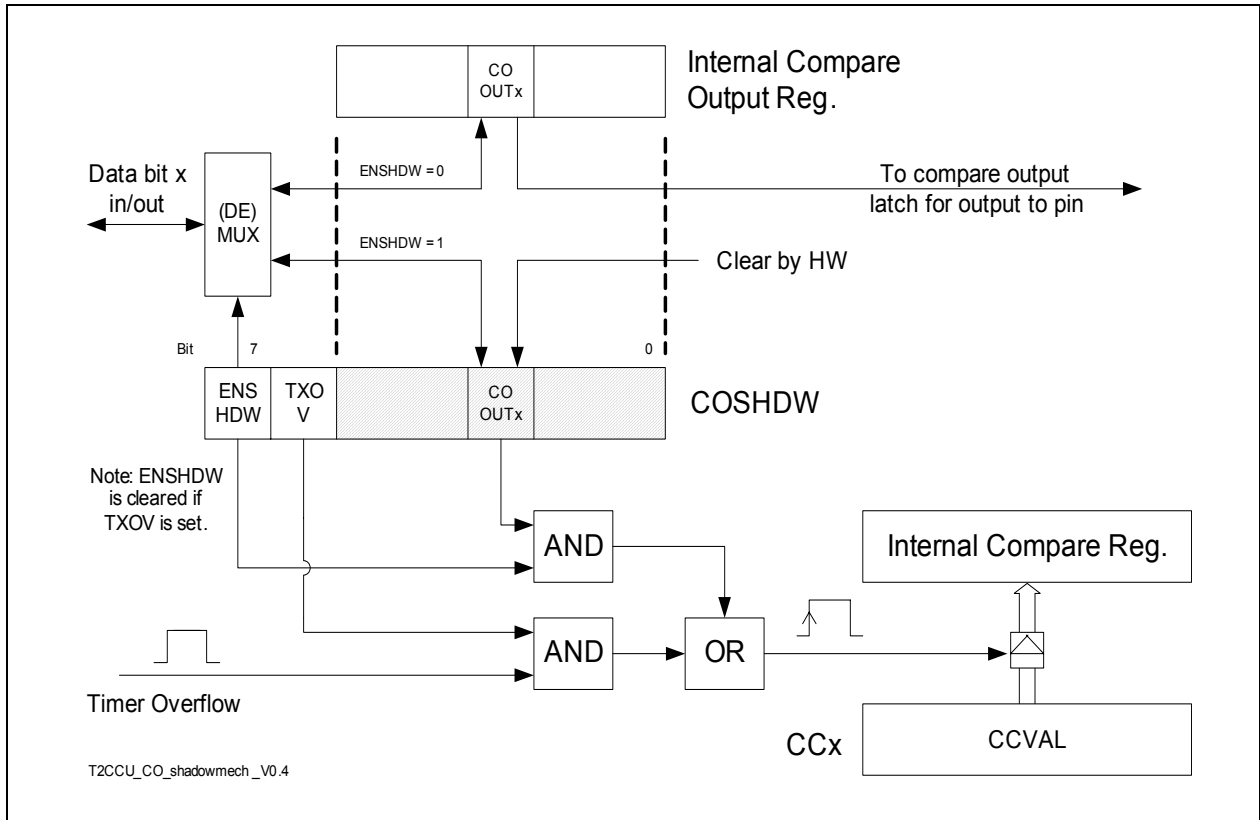 CO
OUTx
Internal Compare
Output Reg.
Data bit x
in/out
(DE)
MUX
ENSHDW = 0
To compare output
latch for output to pin
ENSHDW = 1
Clear by HW
Bit 7 0
ENS
HDW
TXO
V
CO
OUTx
COSHDW
Note: ENSHDW
is cleared if
TXOV is set.
AND
Internal Compare Reg.
AND
OR
Timer Overflow
CCx
CCVAL
T2CCU_CO_shadowmech _V0.4